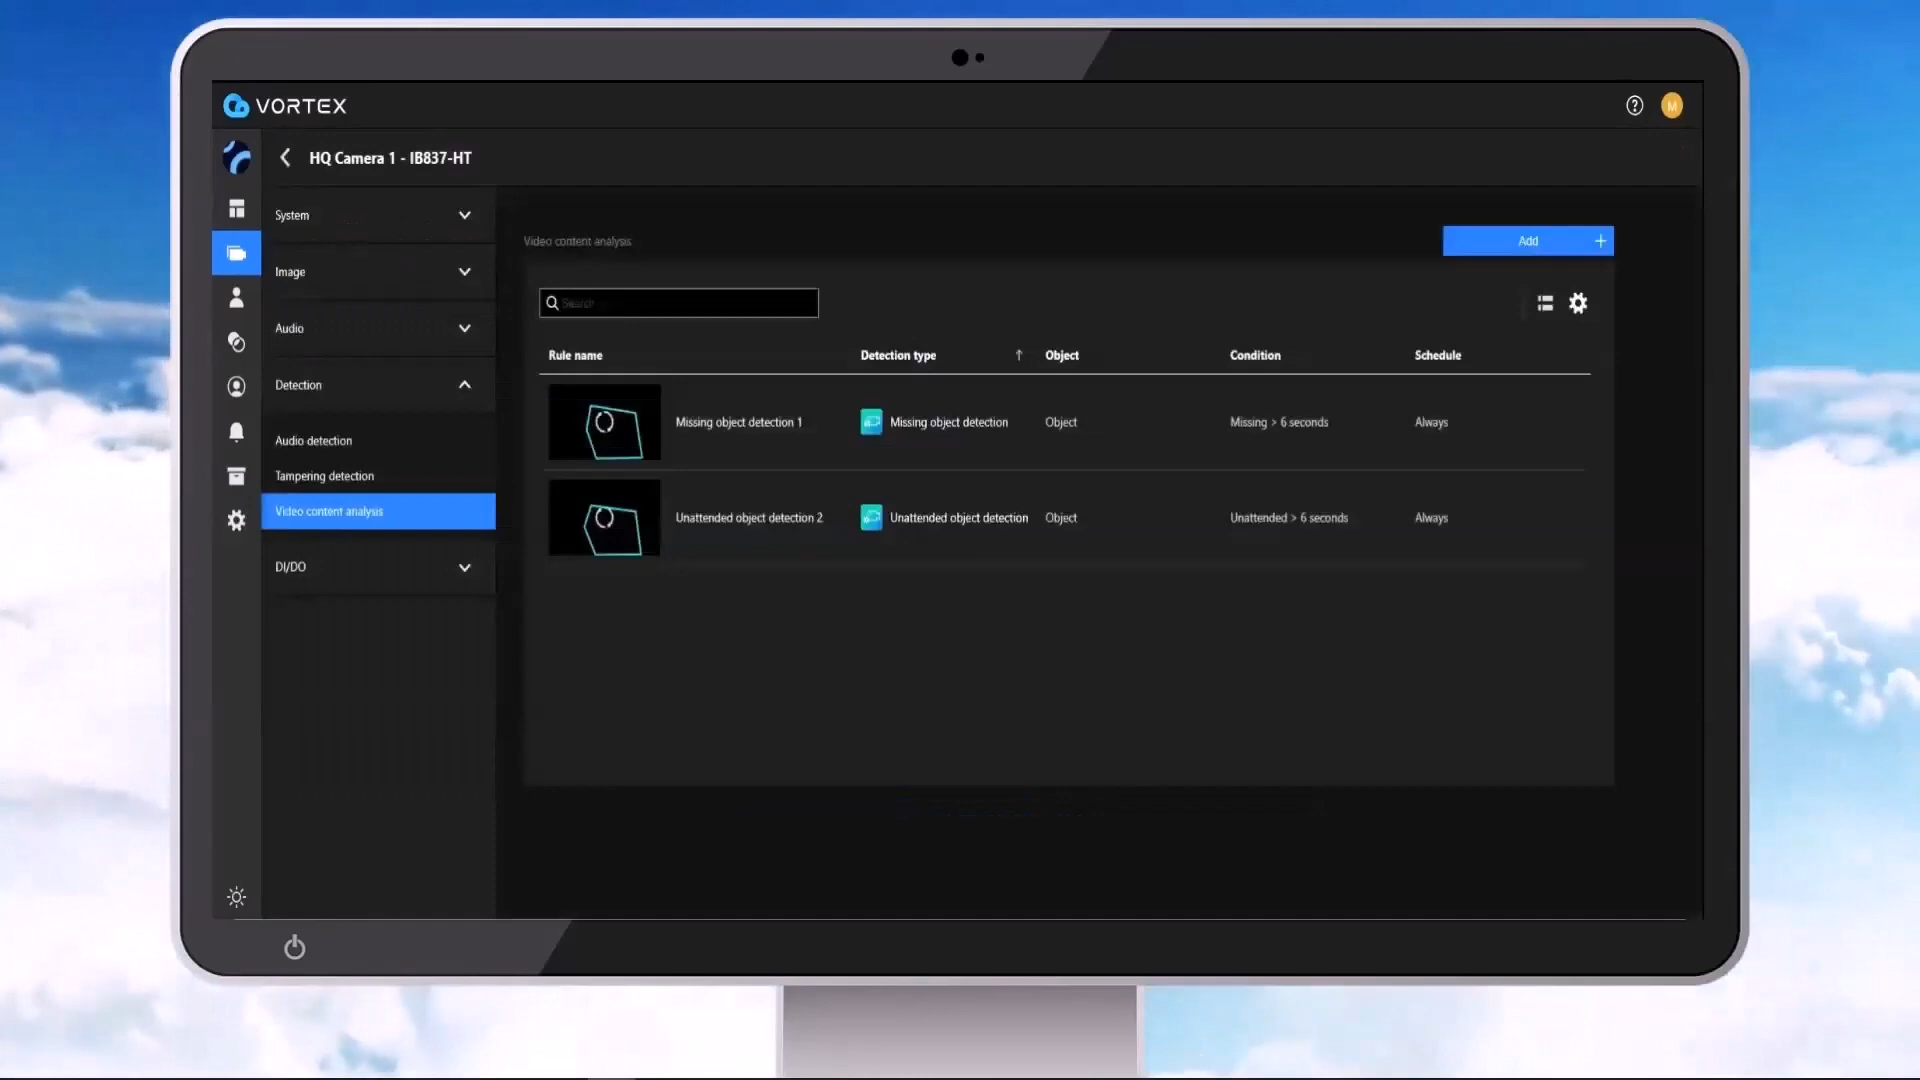 VORTEX
M
HQ Camera 1 - IB837-HT
System
Image
Audio
Detection
Audio detection
Tampering detection
Video content analysis
DI/DO
Video content analysis
Add
Search
Rule name Detection type Object Condition Schedule
Missing object detection 1 Missing object detection Object Missing > 6 seconds Always
Unattended object detection 2 Unattended object detection Object Unattended > 6 seconds Always